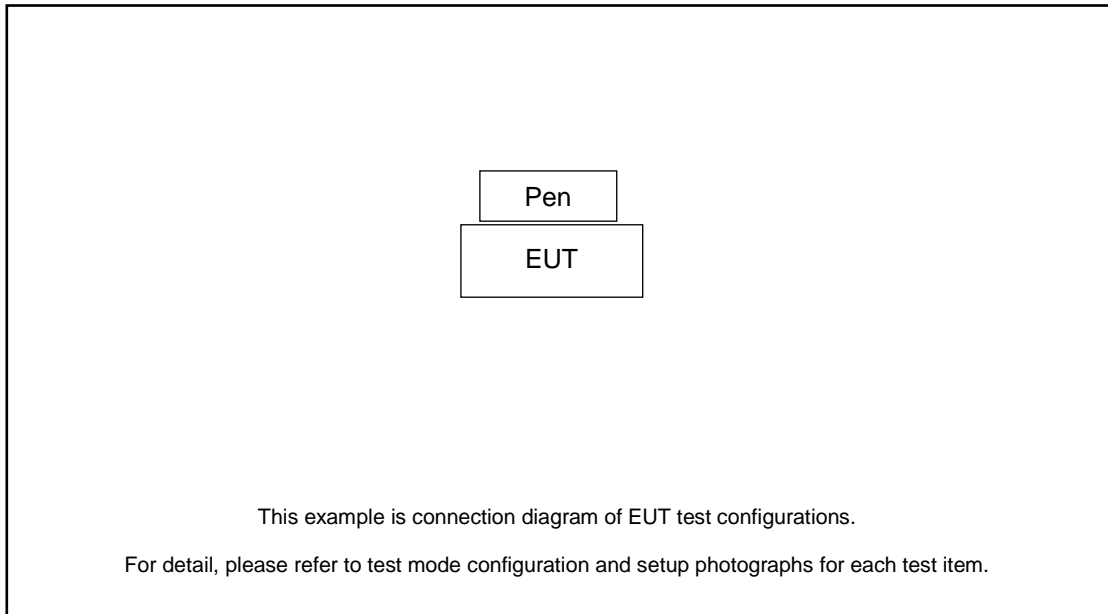 Pen
EUT
This example is connection diagram of EUT test configurations.
For detail, please refer to test mode configuration and setup photographs for each test item.